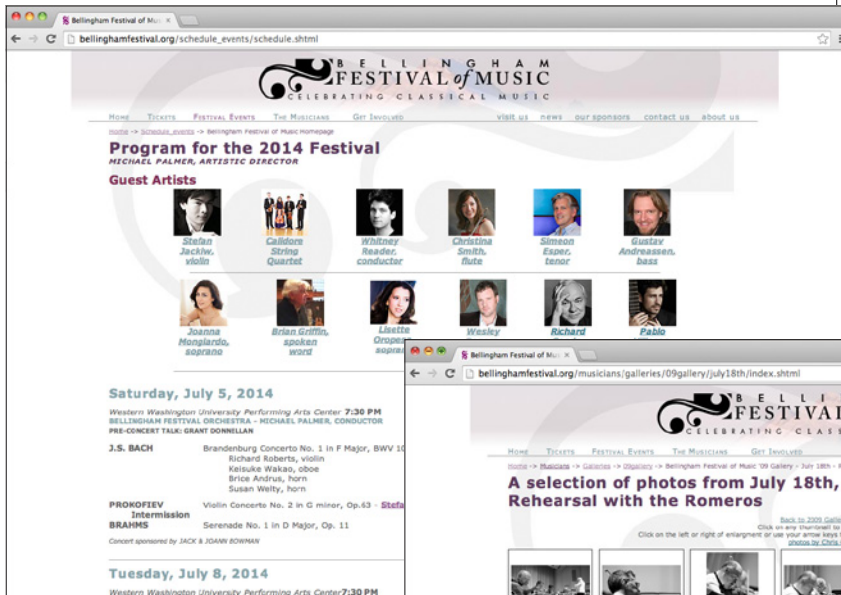 Bellingham Festival of Mus
bellinghamfestival.org/schedule_events/schedule.shtml
BELLINGHAM
FESTIVAL of MUSIC
CELEBRATING CLASSICAL MUSIC
HOME TICKETS FESTIVAL EVENTS THE MUSICIANS GET INVOLVED visit us news our sponsors contact us about us
Home -> Schedule_events -> Bellingham Festival of Music Homepage
Program for the 2014 Festival
MICHAEL PALMER, ARTISTIC DIRECTOR
Guest Artists
Stefan Jackiw, violin
Calidore String Quartet
Whitney Reader, conductor
Christina Smith, flute
Simeon Esper, tenor
Gustav Andreassen, bass
Joanna Mongiardo, soprano
Brian Griffin, spoken word
Lisette Orope
sopra
Wesley
Richard
Pablo
Saturday, July 5, 2014
Western Washington University Performing Arts Center 7:30 PM
BELLINGHAM FESTIVAL ORCHESTRA - MICHAEL PALMER, CONDUCTOR
PRE-CONCERT TALK: GRANT DONNELLAN
J.S. BACH Brandenburg Concerto No. 1 in F Major, BWV 10
Richard Roberts, violin
Keisuke Wakao, oboe
Brice Andrus, horn
Susan Welty, horn
PROKOFIEV Violin Concerto No. 2 in G minor, Op.63 - Stefa
Intermission
BRAHMS Serenade No. 1 in D Major, Op. 11
Concert sponsored by JACK & JOANN BOWMAN
Tuesday, July 8, 2014
Western Washington University Performing Arts Center 7:30 PM
Bellingham Festival of Mus
bellinghamfestival.org/musicians/galleries/09gallery/july18th/index.shtml
BELLI
FESTIVAL
CELEBRATING CLASS
HOME TICKETS FESTIVAL EVENTS THE MUSICIANS GET INVOLVED
Home -> Musicians -> Galleries -> 09gallery -> Bellingham Festival of Music '09 Gallery - July 18th -
A selection of photos from July 18th,
Rehearsal with the Romeros
Back to 2009 Galle
Click on any thumbnail to
Click on the left or right of enlargment or use your arrow keys
photos by Chris